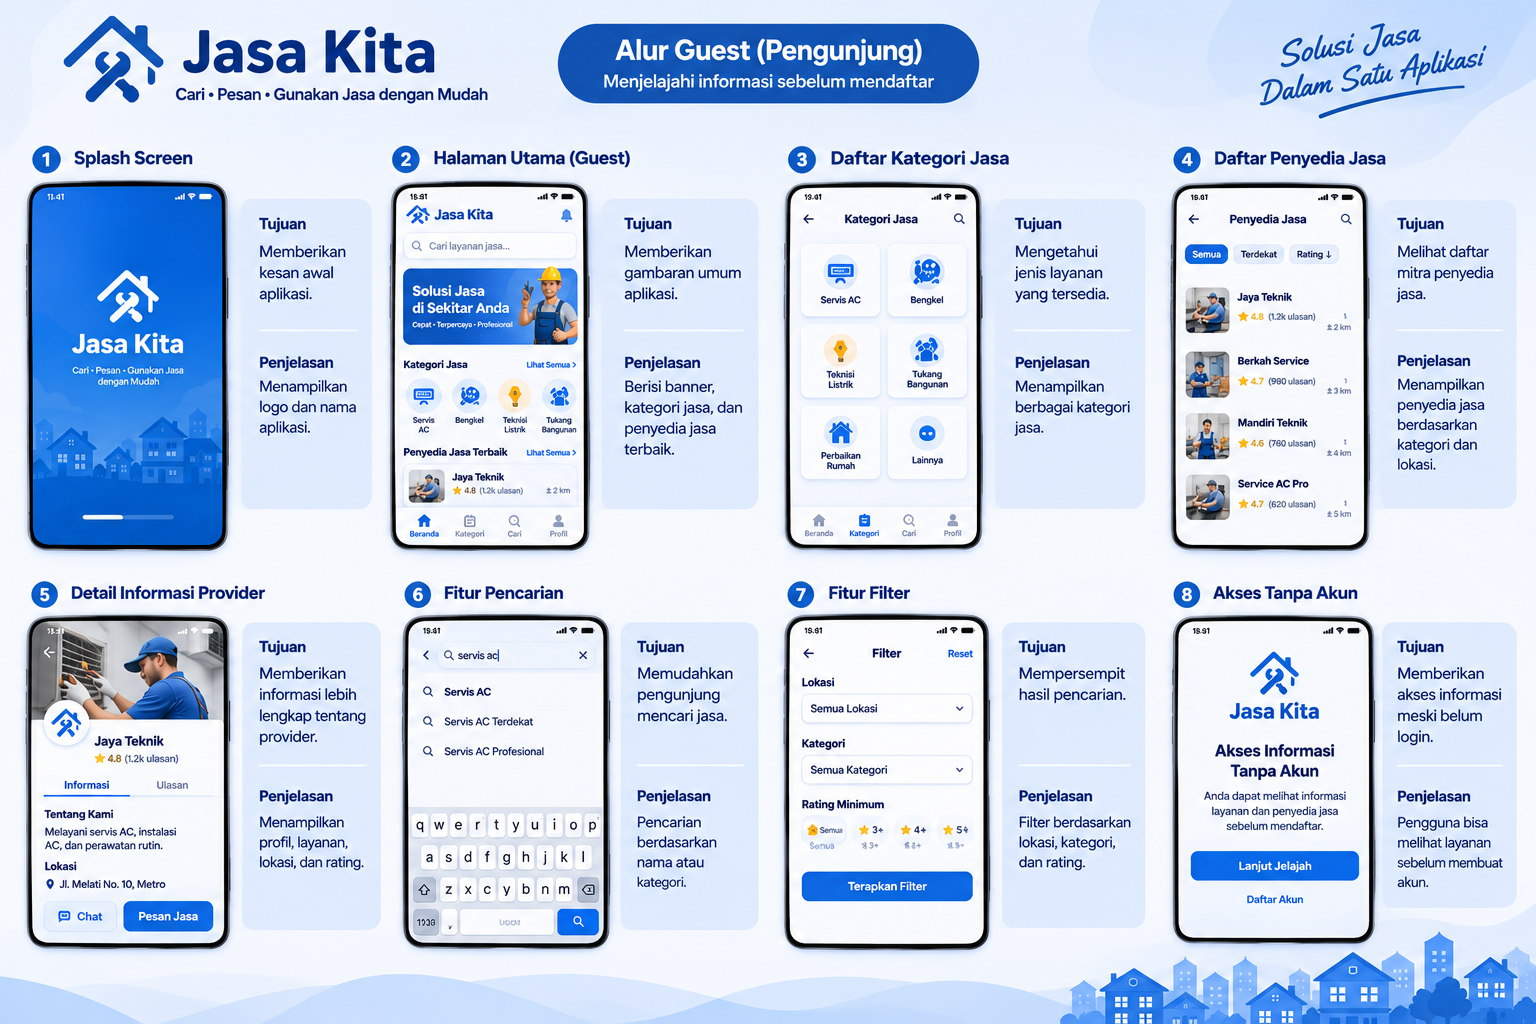 Jasa Kita
Cari • Pesan • Gunakan Jasa dengan Mudah
Alur Guest (Pengunjung)
Menjelajahi informasi sebelum mendaftar
Solusi Jasa
Dalam Satu Aplikasi
1 Splash Screen
Jasa Kita
Cari • Pesan • Gunakan Jasa
dengan Mudah
Tujuan
Memberikan
kesan awal
aplikasi.
Penjelasan
Menampilkan
logo dan nama
aplikasi.
2 Halaman Utama (Guest)
Jasa Kita
Cari layanan jasa...
Solusi Jasa
di Sekitar Anda
Cepat • Terpercaya • Profesional
Kategori Jasa Lihat Semua >
Servis
AC
Bengkel
Teknisi
Listrik
Tukang
Bangunan
Penyedia Jasa Terbaik Lihat Semua >
Jaya Teknik
4.8 (1.2k ulasan) ± 2 km
Beranda Kategori Cari Profil
Tujuan
Memberikan
gambaran umum
aplikasi.
Penjelasan
Berisi banner,
kategori jasa, dan
penyedia jasa
terbaik.
3 Daftar Kategori Jasa
Kategori Jasa
Servis AC Bengkel
Teknisi
Listrik
Tukang
Bangunan
Perbaikan
Rumah
Lainnya
Beranda Kategori Cari Profil
Tujuan
Mengetahui
jenis layanan
yang tersedia.
Penjelasan
Menampilkan
berbagai kategori
jasa.
4 Daftar Penyedia Jasa
Penyedia Jasa
Semua Terdekat Rating ↓
Jaya Teknik
4.8 (1.2k ulasan)
± 2 km
Berkah Service
4.7 (980 ulasan)
± 3 km
Mandiri Teknik
4.6 (760 ulasan)
± 4 km
Service AC Pro
4.7 (620 ulasan)
± 5 km
Tujuan
Melihat daftar
mitra penyedia
jasa.
Penjelasan
Menampilkan
penyedia jasa
berdasarkan
kategori dan
lokasi.
5 Detail Informasi Provider
Jaya Teknik
4.8 (1.2k ulasan)
Informasi Ulasan
Tentang Kami
Melayani servis AC, instalasi
AC, dan perawatan rutin.
Lokasi
Jl. Melati No. 10, Metro
Chat Pesan Jasa
Tujuan
Memberikan
informasi lebih
lengkap tentang
provider.
Penjelasan
Menampilkan
profil, layanan,
lokasi, dan rating.
6 Fitur Pencarian
servis ac
Servis AC
Servis AC Terdekat
Servis AC Profesional
q w e r t y u i o p
a s d f g h j k l
z x c y b n m
Tujuan
Memudahkan
pengunjung
mencari jasa.
Penjelasan
Pencarian
berdasarkan
nama atau
kategori.
7 Fitur Filter
Filter Reset
Lokasi
Semua Lokasi
Kategori
Semua Kategori
Rating Minimum
Semua 3+ 4+
Terapkan Filter
Tujuan
Mempersempit
hasil pencarian.
Penjelasan
Filter berdasarkan
lokasi, kategori,
dan rating.
8 Akses Tanpa Akun
Jasa Kita
Akses Informasi
Tanpa Akun
Anda dapat melihat informasi
layanan dan penyedia jasa
sebelum mendaftar.
Lanjut Jelajah
Daftar Akun
Tujuan
Memberikan
akses informasi
meski belum
login.
Penjelasan
Pengguna bisa
melihat layanan
sebelum membuat
akun.